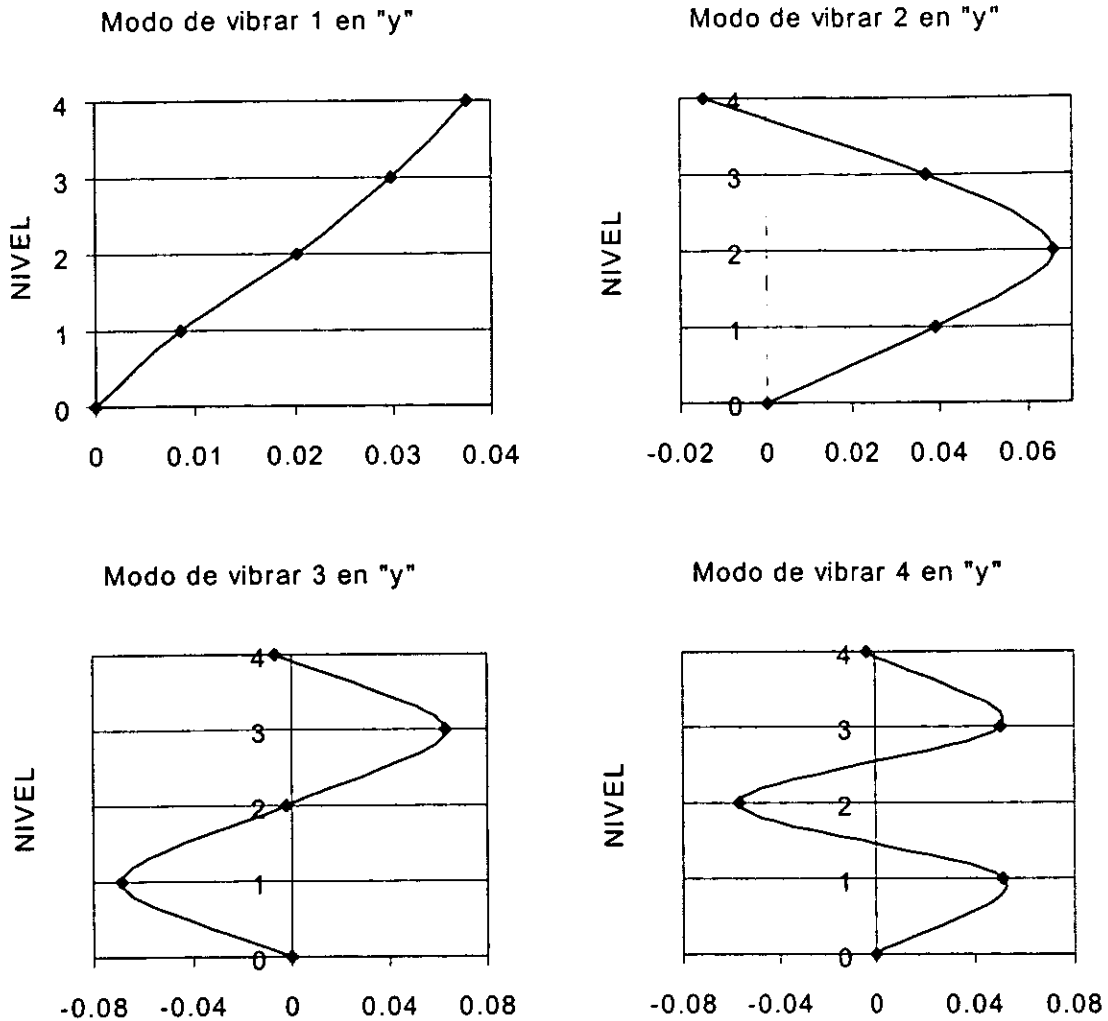 Modo de vibrar 1 en "y"
NIVEL
4
3
2
1
0
0 0.01 0.02 0.03 0.04
Modo de vibrar 2 en "y"
NIVEL
4
3
2
1
0
-0.02 0 0.02 0.04 0.06
Modo de vibrar 3 en "y"
NIVEL
4
3
2
1
0
-0.08 -0.04 0 0.04 0.08
Modo de vibrar 4 en "y"
NIVEL
4
3
2
1
0
-0.08 -0.04 0 0.04 0.08